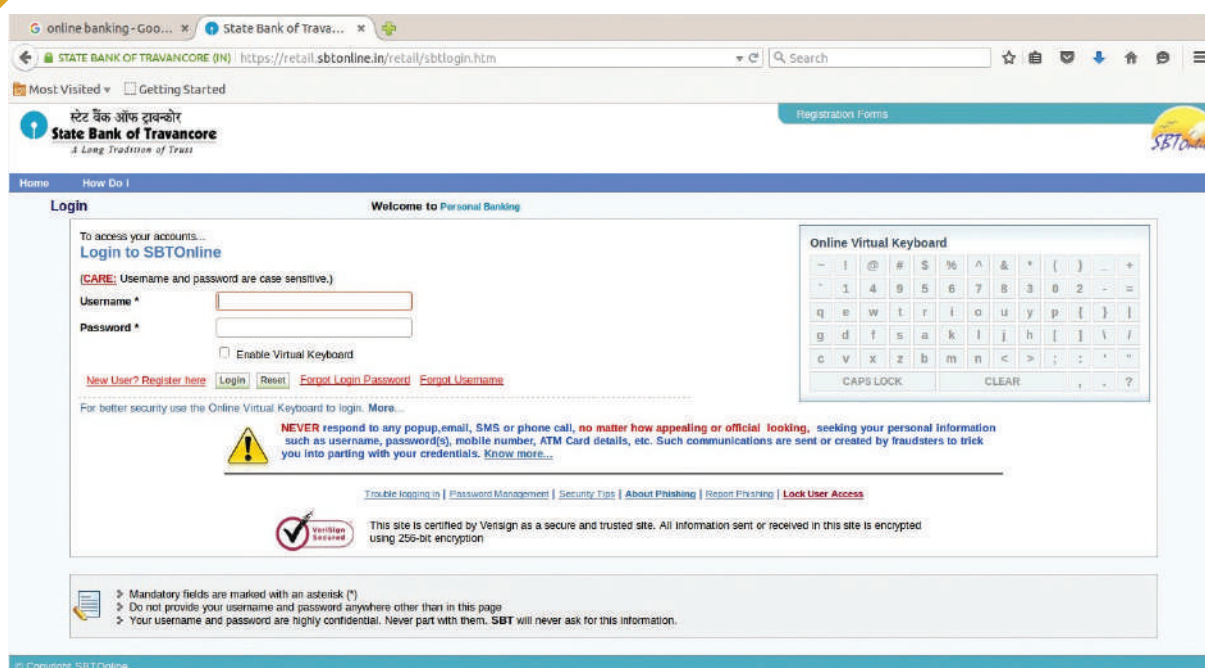 online banking - Goo...
State Bank of Trava...
STATE BANK OF TRAVANCORE (IN) https://retail.sbtonline.in/retail/sbtlogin.htm
Search
Most Visited Getting Started
स्टेट बैंक ऑफ ट्रावन्कोर
State Bank of Travancore
A Long Tradition of Trust
Registration Forms
Home How Do I
Login
Welcome to Personal Banking
To access your accounts...
Login to SBTOnline
(CARE: Username and password are case sensitive.)
Username *
Password *
Enable Virtual Keyboard
New User? Register here Login Reset Forgot Login Password Forgot Username
Online Virtual Keyboard
~ ! @ # $ % ^ & * ( ) _ +
` 1 4 9 5 6 7 8 3 0 2 - =
q e w t r i o u y p { } |
g d f s a k l j h [ ] \ /
c v x z b m n < > ; : ' "
CAPS LOCK CLEAR , . ?
For better security use the Online Virtual Keyboard to login. More...
NEVER respond to any popup,email, SMS or phone call, no matter how appealing or official looking, seeking your personal information
such as username, password(s), mobile number, ATM Card details, etc. Such communications are sent or created by fraudsters to trick
you into parting with your credentials. Know more...
Trouble logging in | Password Management | Security Tips | About Phishing | Report Phishing | Lock User Access
VeriSign
Secured
This site is certified by Verisign as a secure and trusted site. All information sent or received in this site is encrypted
using 256-bit encryption
Mandatory fields are marked with an asterisk (*)
Do not provide your username and password anywhere other than in this page
Your username and password are highly confidential. Never part with them. SBT will never ask for this information.
© Copyright SBTOnline